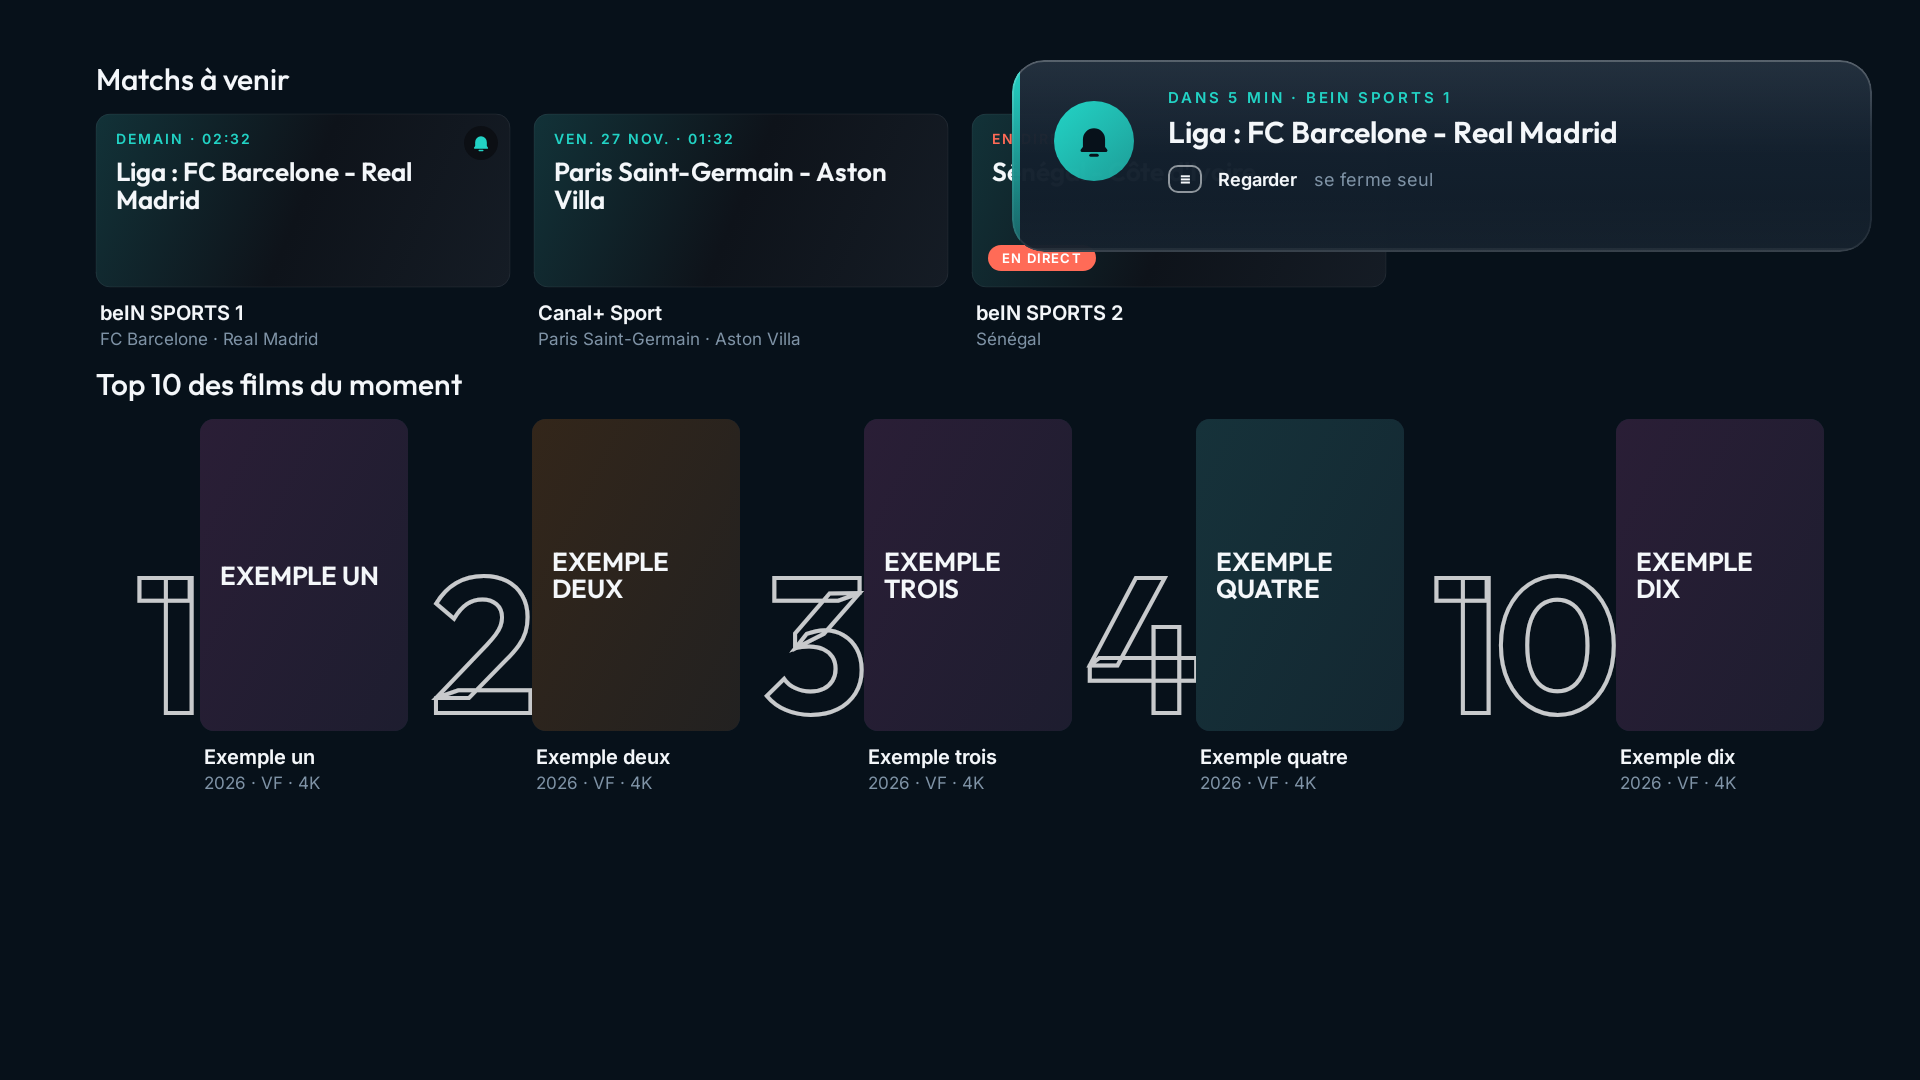 Matchs à venir
DANS 5 MIN · BEIN SPORTS 1
Liga : FC Barcelone - Real Madrid
Regarder se ferme seul
DEMAIN · 02:32
Liga : FC Barcelone - Real
Madrid
VEN. 27 NOV. · 01:32
Paris Saint-Germain - Aston
Villa
EN DIRECT
beIN SPORTS 1
FC Barcelone · Real Madrid
Canal+ Sport
Paris Saint-Germain · Aston Villa
beIN SPORTS 2
Sénégal
Top 10 des films du moment
1
EXEMPLE UN
2
EXEMPLE
DEUX
3
EXEMPLE
TROIS
4
EXEMPLE
QUATRE
10
EXEMPLE
DIX
Exemple un
2026 · VF · 4K
Exemple deux
2026 · VF · 4K
Exemple trois
2026 · VF · 4K
Exemple quatre
2026 · VF · 4K
Exemple dix
2026 · VF · 4K